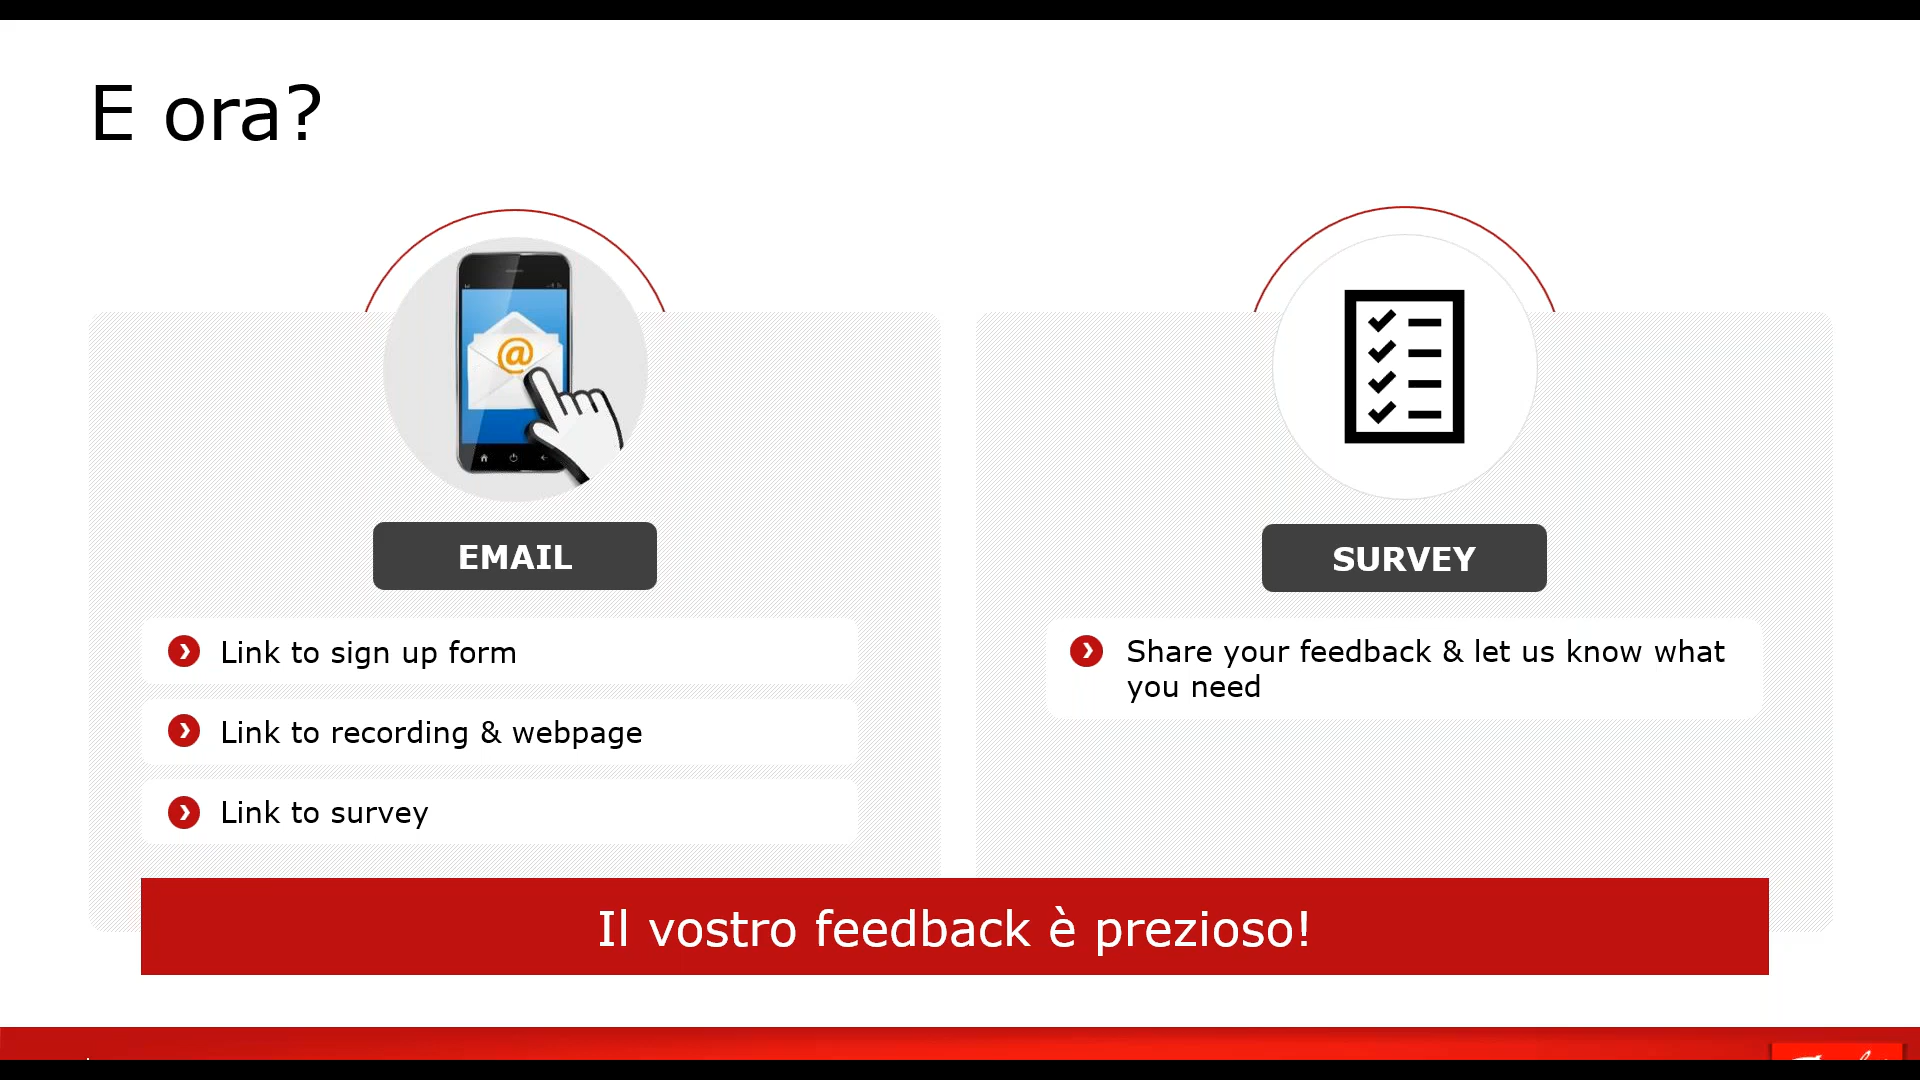 E ora?
@
EMAIL
Link to sign up form
Link to recording & webpage
Link to survey
SURVEY
Share your feedback & let us know what
you need
Il vostro feedback è prezioso!